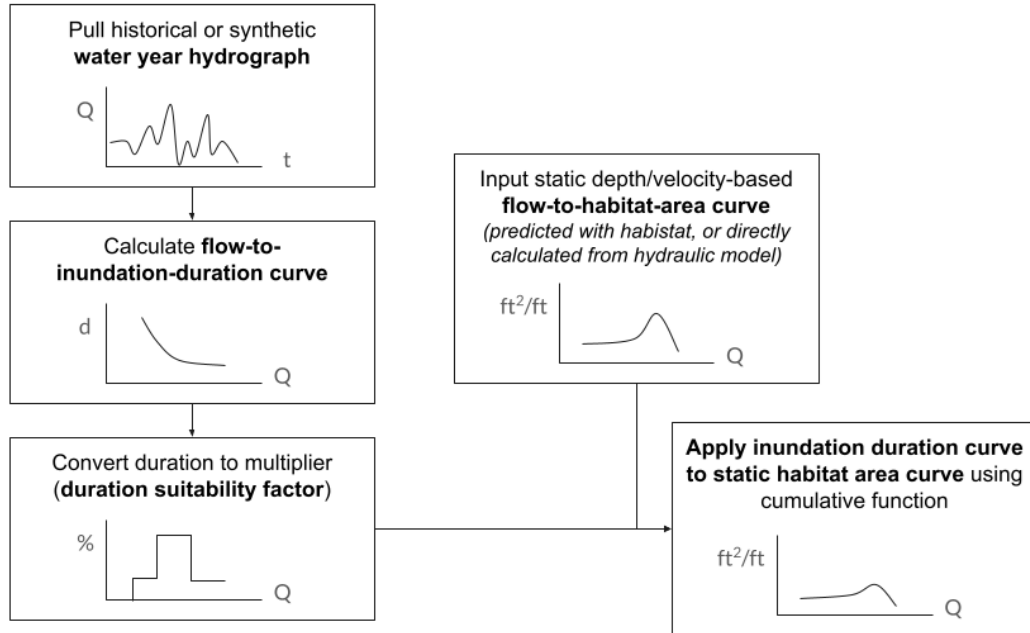 Pull historical or synthetic
water year hydrograph
Q
t
Calculate flow-to-
inundation-duration curve
d
Q
Convert duration to multiplier
(duration suitability factor)
%
Q
Input static depth/velocity-based
flow-to-habitat-area curve
(predicted with habistat, or directly
calculated from hydraulic model)
ft²/ft
Q
Apply inundation duration curve
to static habitat area curve using
cumulative function
ft²/ft
Q